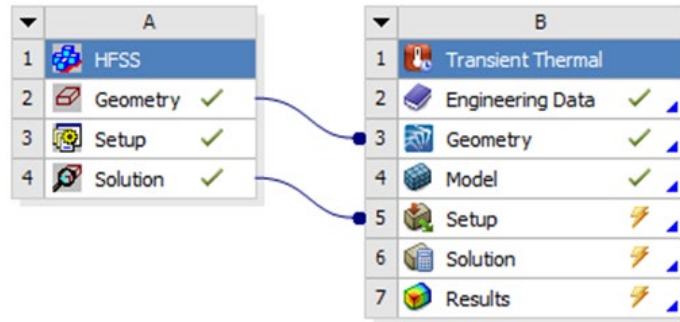 A
1 HFSS
2 Geometry
3 Setup
4 Solution
B
1 Transient Thermal
2 Engineering Data
3 Geometry
4 Model
5 Setup
6 Solution
7 Results